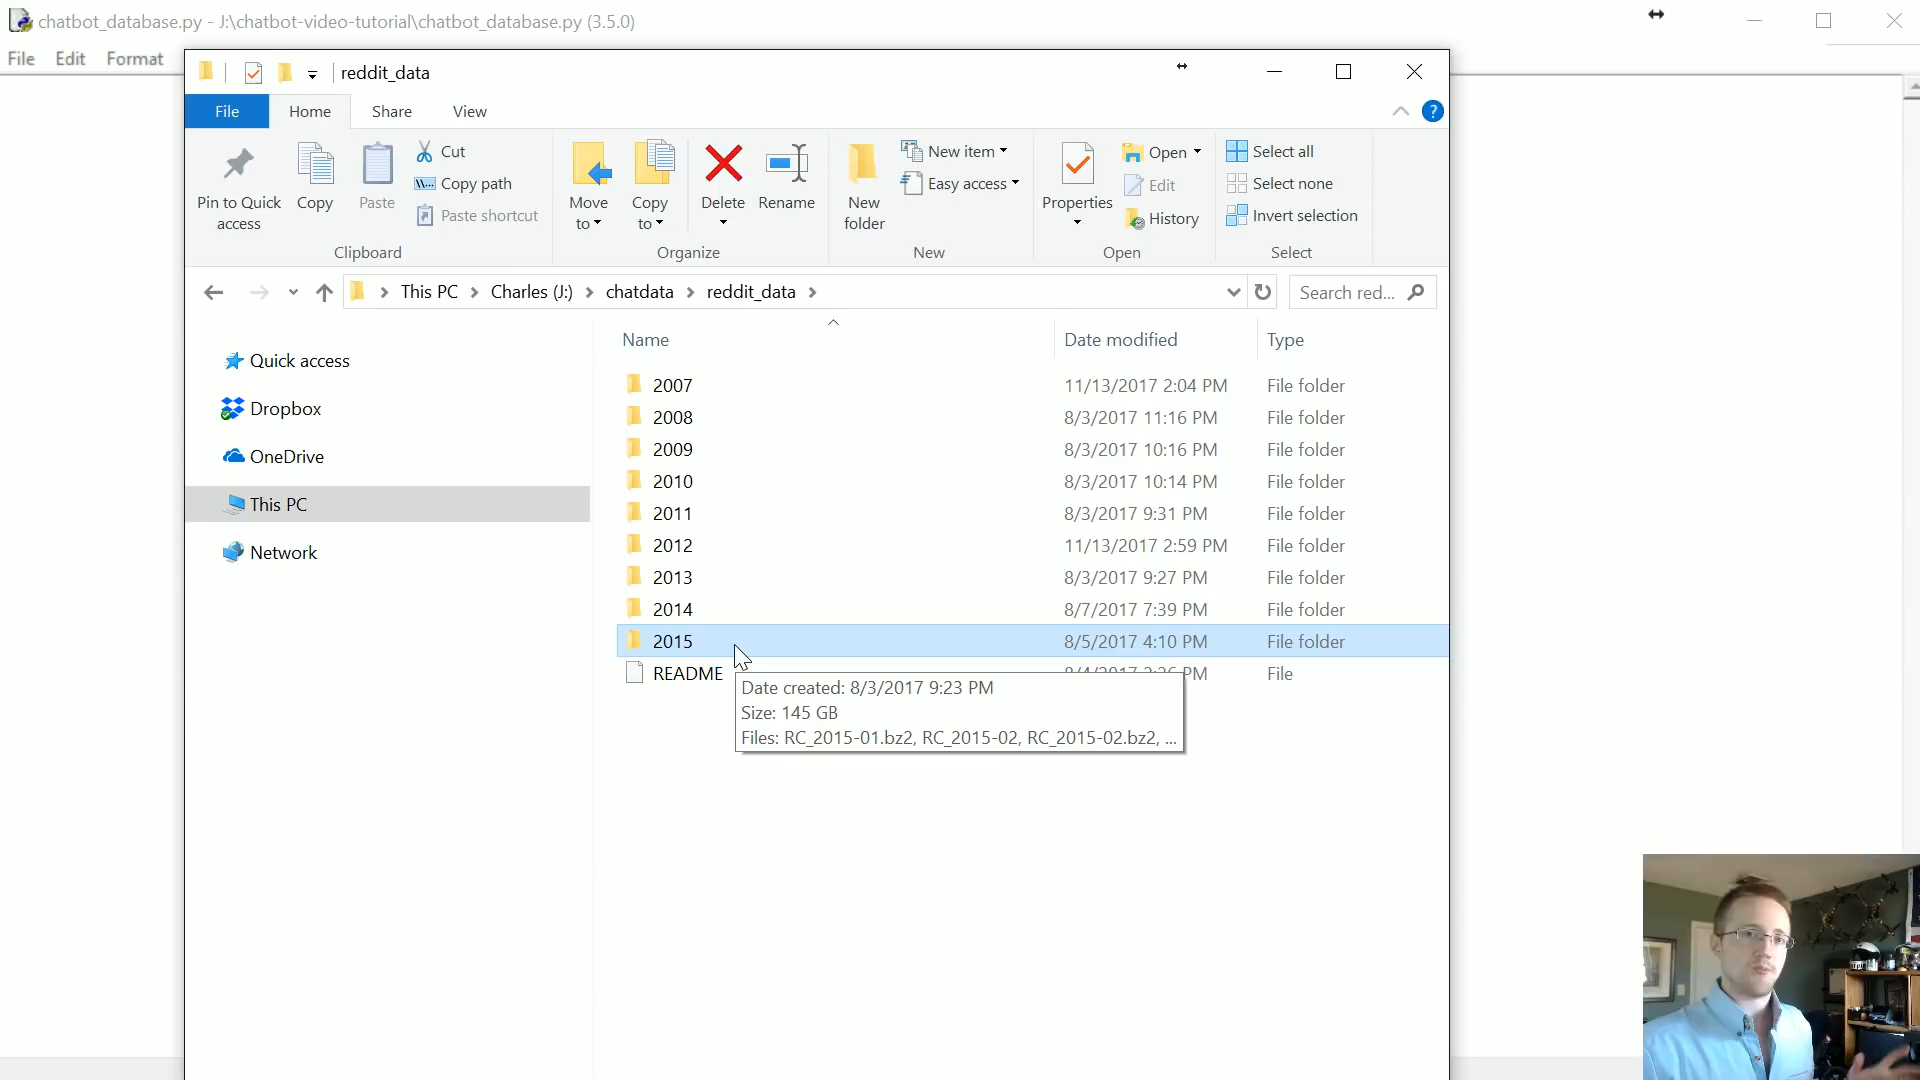 chatbot_database.py - J:\chatbot-video-tutorial\chatbot_database.py (3.5.0)
File Edit Format
reddit_data
File Home Share View
Pin to Quick access
Copy
Paste
Cut
Copy path
Paste shortcut
Clipboard
Move to
Copy to
Delete
Rename
Organize
New folder
New item
Easy access
New
Properties
Open
Edit
History
Open
Select all
Select none
Invert selection
Select
This PC Charles (J:) chatdata reddit_data
Search red...
Quick access
Dropbox
OneDrive
This PC
Network
Name Date modified Type
2007 11/13/2017 2:04 PM File folder
2008 8/3/2017 11:16 PM File folder
2009 8/3/2017 10:16 PM File folder
2010 8/3/2017 10:14 PM File folder
2011 8/3/2017 9:31 PM File folder
2012 11/13/2017 2:59 PM File folder
2013 8/3/2017 9:27 PM File folder
2014 8/7/2017 7:39 PM File folder
2015 8/5/2017 4:10 PM File folder
README PM File
Date created: 8/3/2017 9:23 PM
Size: 145 GB
Files: RC_2015-01.bz2, RC_2015-02, RC_2015-02.bz2, ...